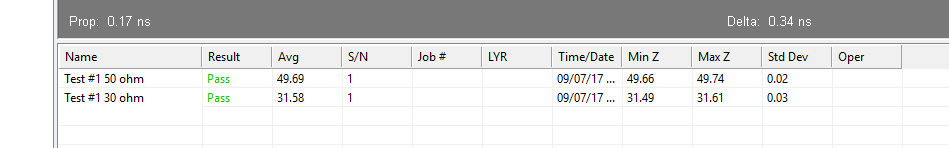 Prop: 0.17 ns Delta: 0.34 ns
Name Result Avg S/N Job # LYR Time/Date Min Z Max Z Std Dev Oper
Test #1 50 ohm Pass 49.69 1 09/07/17 ... 49.66 49.74 0.02
Test #1 30 ohm Pass 31.58 1 09/07/17 ... 31.49 31.61 0.03